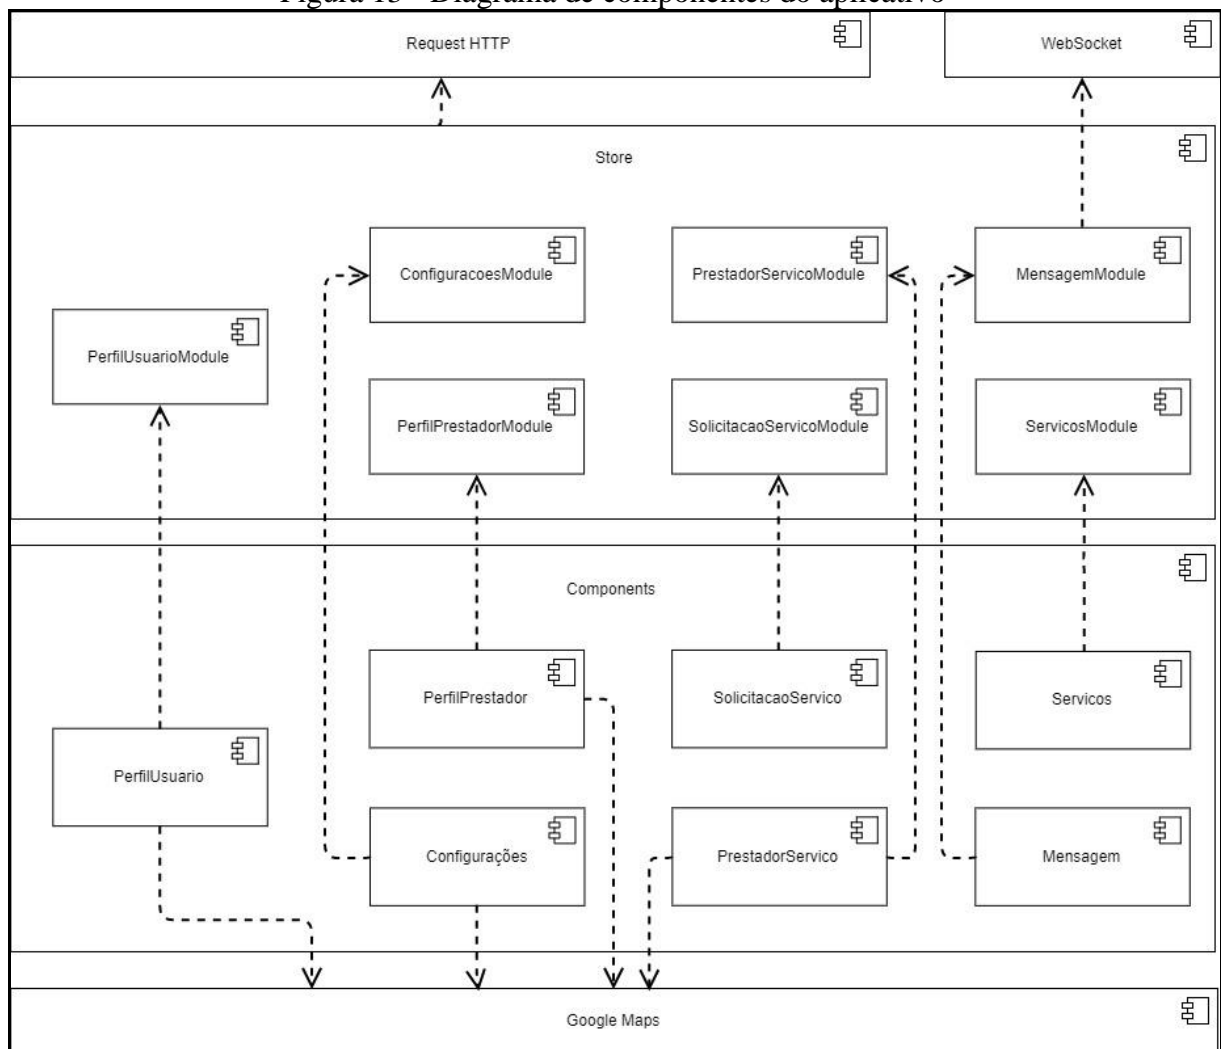 Figura 13 - Diagrama de componentes do aplicativo
Request HTTP
WebSocket
Store
ConfiguracoesModule
PrestadorServicoModule
MensagemModule
PerfilUsuarioModule
PerfilPrestadorModule
SolicitacaoServicoModule
ServicosModule
Components
PerfilPrestador
SolicitacaoServico
Servicos
PerfilUsuario
Configurações
PrestadorServico
Mensagem
Google Maps